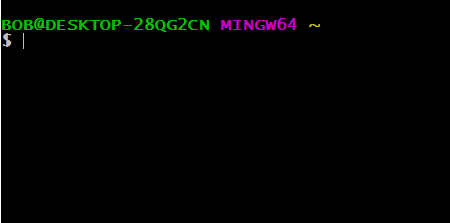 BOB@DESKTOP-28QG2CN MINGW64 ~
$